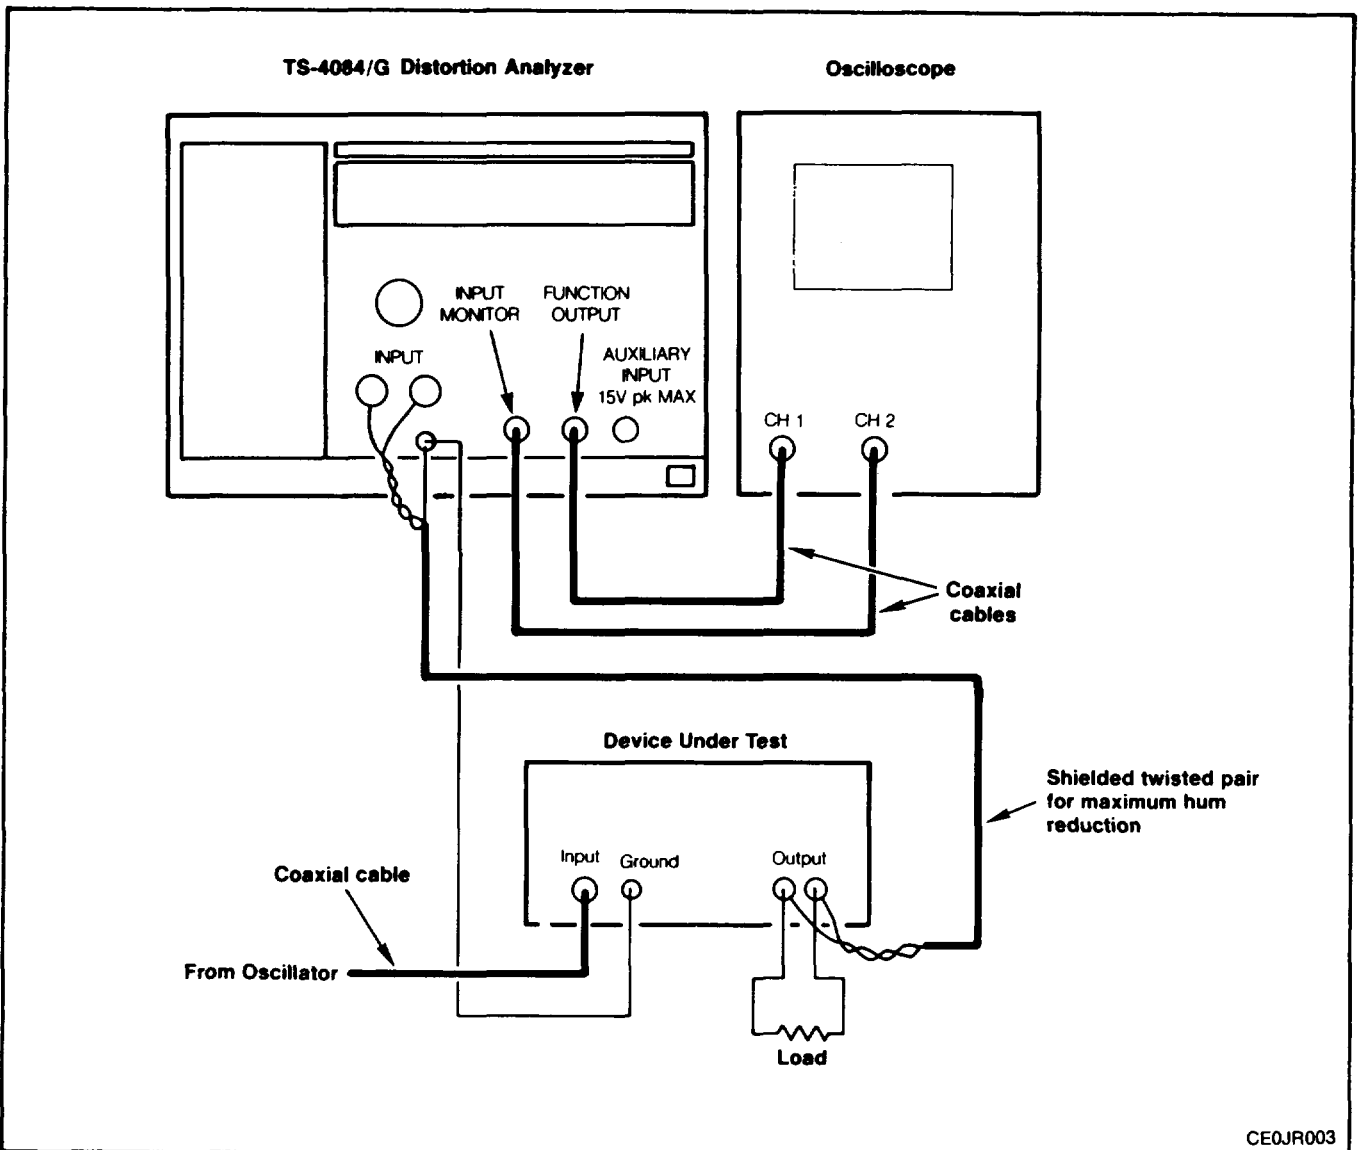 TS-4084/G Distortion Analyzer
Oscilloscope
INPUT
MONITOR
FUNCTION
OUTPUT
INPUT
AUXILIARY
INPUT
15V pk MAX
CH 1
CH 2
Coaxial
cables
Device Under Test
Shielded twisted pair
for maximum hum
reduction
Input
Ground
Output
Coaxial cable
From Oscillator
Load
CE0JR003